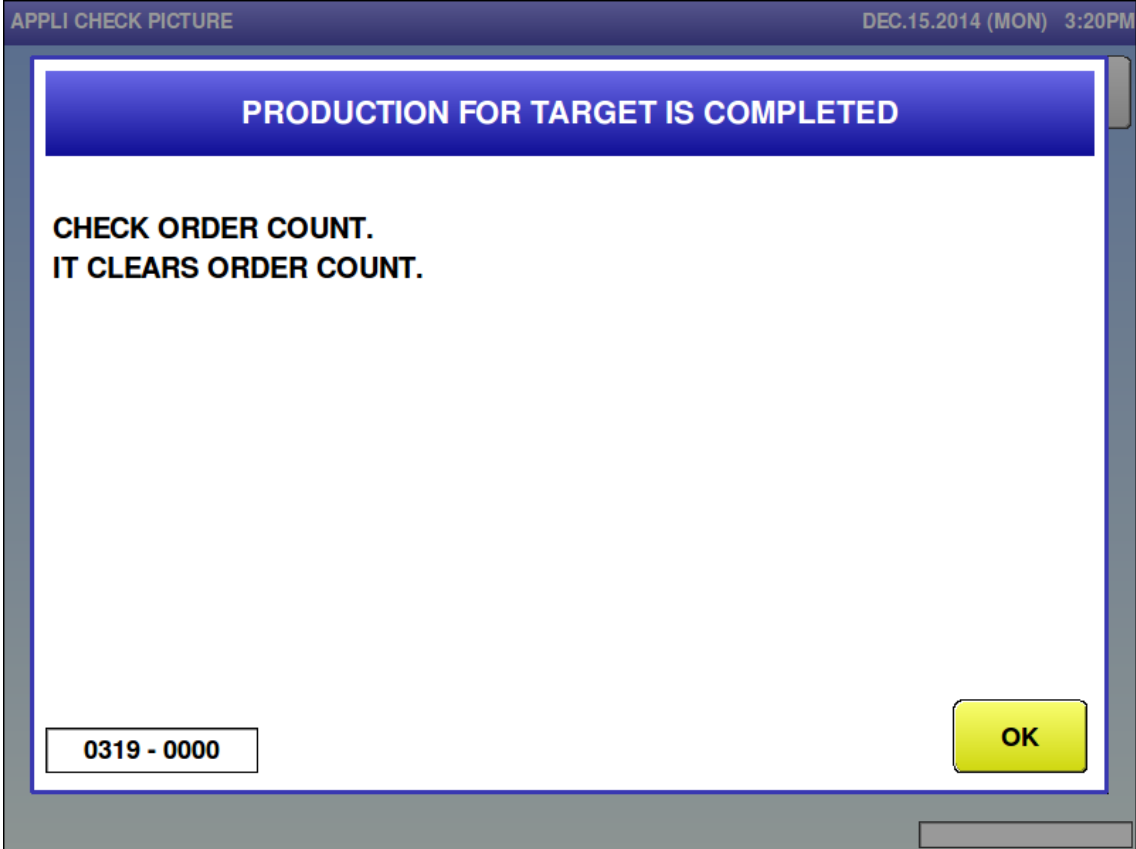 APPLI CHECK PICTURE DEC.15.2014 (MON) 3:20PM
PRODUCTION FOR TARGET IS COMPLETED
CHECK ORDER COUNT.
IT CLEARS ORDER COUNT.
0319 - 0000
OK